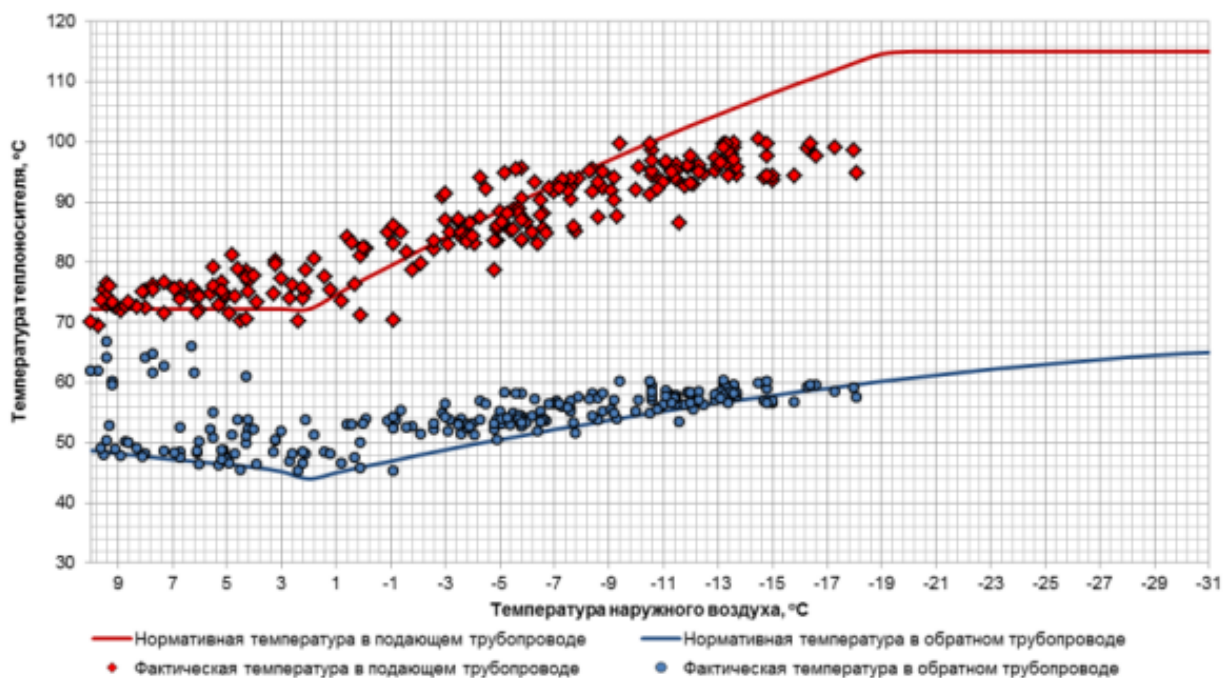 120
110
100
90
80
70
60
50
40
30
Температура теплоносителя, °С
9 7 5 3 1 -1 -3 -5 -7 -9 -11 -13 -15 -17 -19 -21 -23 -25 -27 -29 -31
Температура наружного воздуха, °С
Нормативная температура в подающем трубопроводе
Нормативная температура в обратном трубопроводе
Фактическая температура в подающем трубопроводе
Фактическая температура в обратном трубопроводе